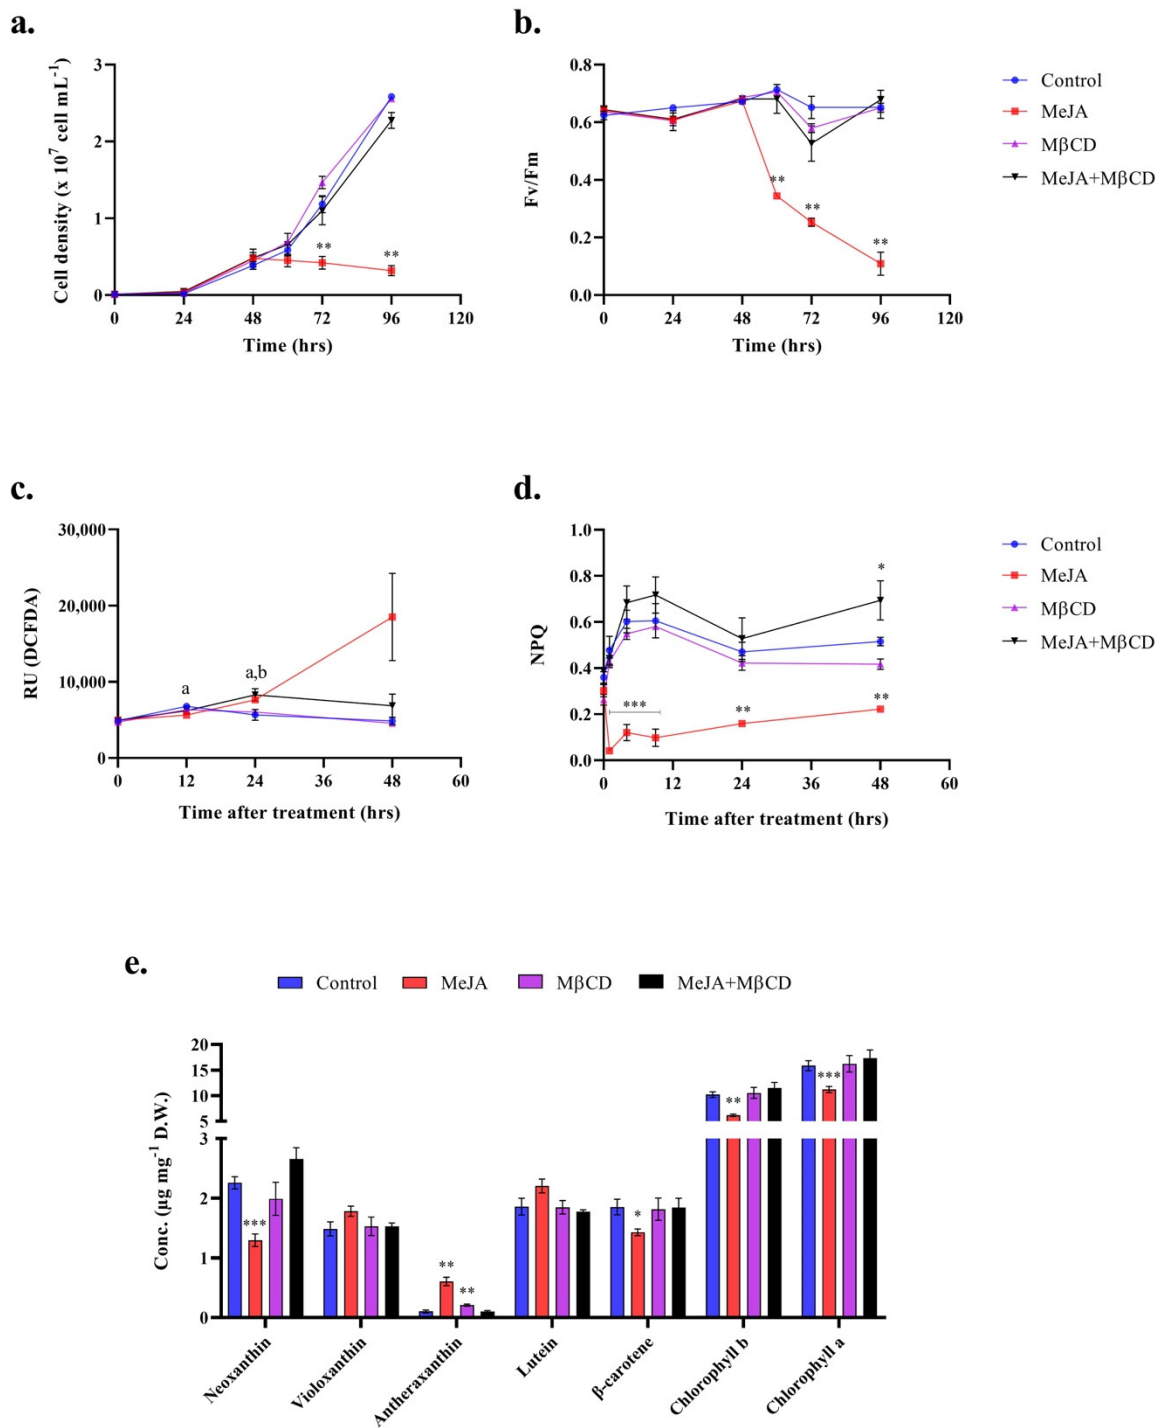 a.
Cell density (x 10⁷ cell mL⁻¹)
3
2
1
0
**
**
0 24 48 72 96 120
Time (hrs)
b.
Fv/Fm
0.8
0.6
0.4
0.2
0.0
**
**
**
0 24 48 72 96 120
Time (hrs)
Control
MeJA
MβCD
MeJA+MβCD
c.
RU (DCFDA)
30,000
20,000
10,000
0
a
a,b
0 12 24 36 48 60
Time after treatment (hrs)
d.
NPQ
1.0
0.8
0.6
0.4
0.2
0.0
***
**
*
**
0 12 24 36 48 60
Time after treatment (hrs)
Control
MeJA
MβCD
MeJA+MβCD
e.
Control MeJA MβCD MeJA+MβCD
Conc. (µg mg⁻¹ D.W.)
20
15
10
5
3
2
1
0
***
**
**
*
**
***
Neoxanthin
Violoxanthin
Antheraxanthin
Lutein
β-carotene
Chlorophyll b
Chlorophyll a